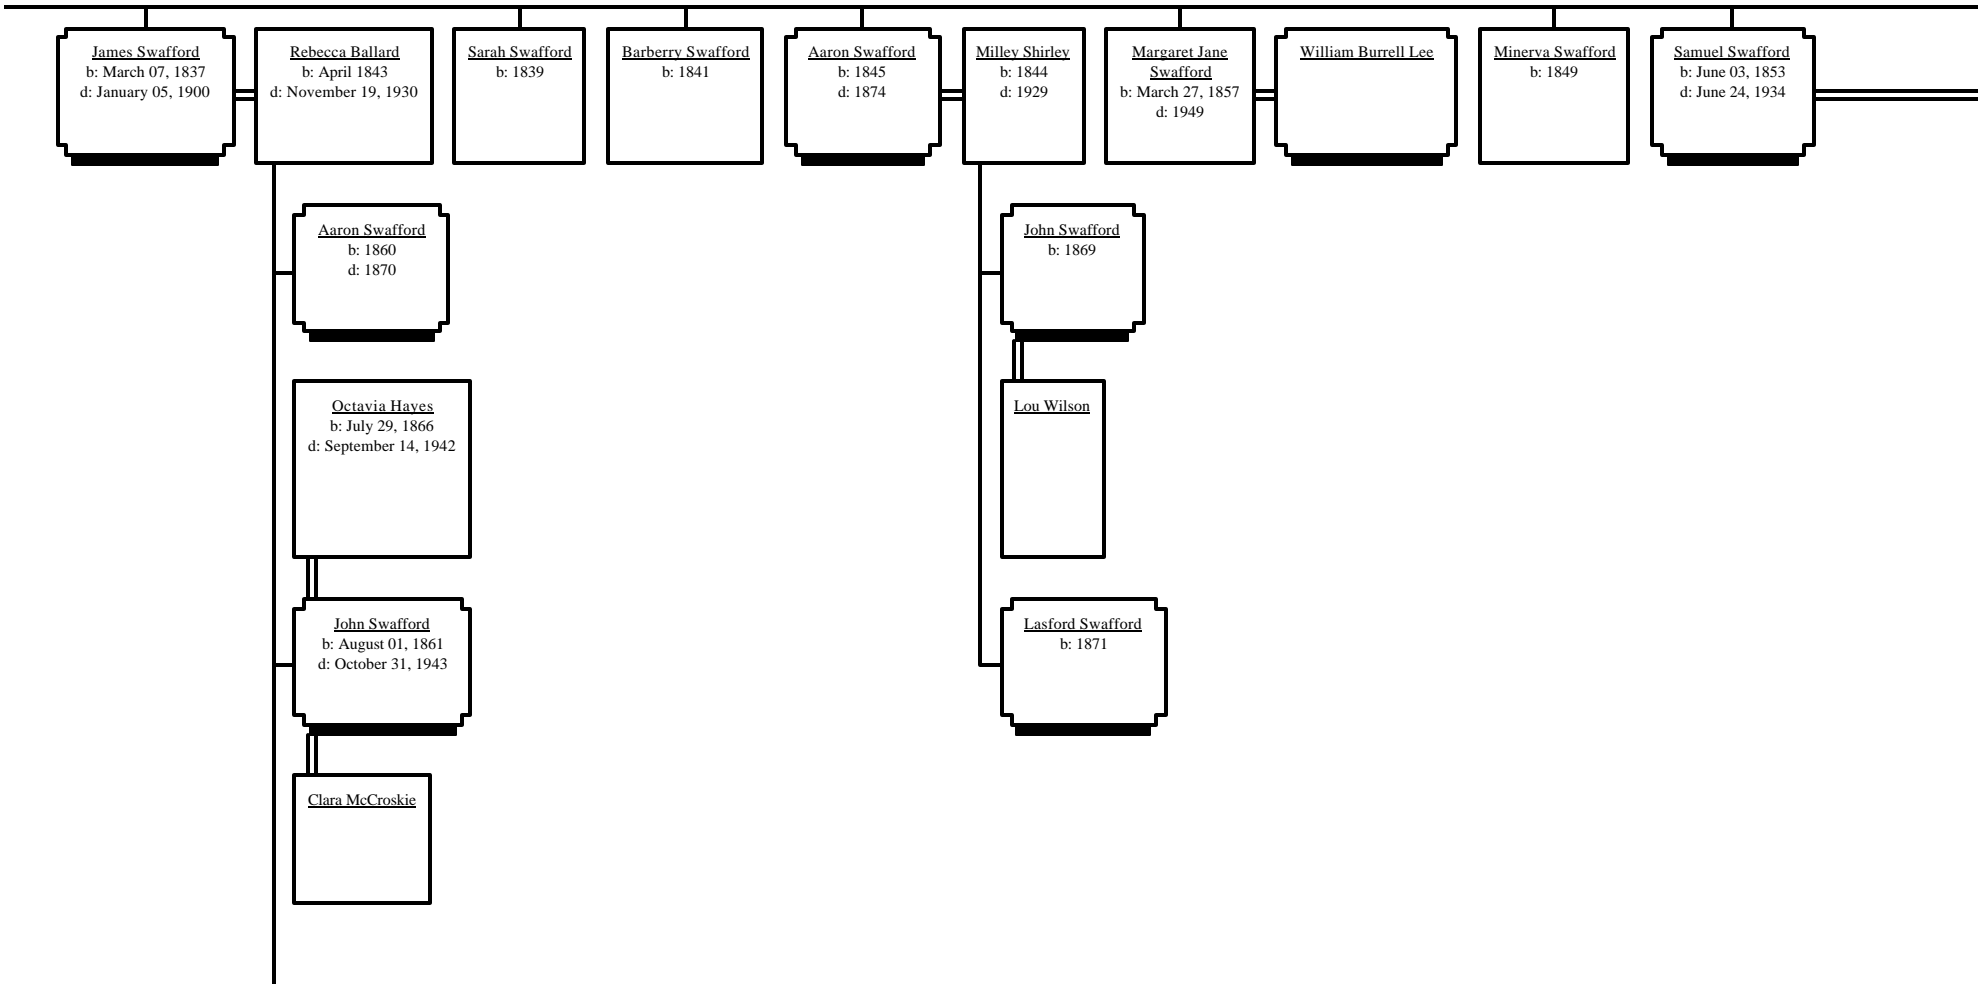 James Swafford
b: March 07, 1837
d: January 05, 1900
Rebecca Ballard
b: April 1843
d: November 19, 1930
Sarah Swafford
b: 1839
Barberry Swafford
b: 1841
Aaron Swafford
b: 1845
d: 1874
Milley Shirley
b: 1844
d: 1929
Margaret Jane
Swafford
b: March 27, 1857
d: 1949
William Burrell Lee
Minerva Swafford
b: 1849
Samuel Swafford
b: June 03, 1853
d: June 24, 1934
Aaron Swafford
b: 1860
d: 1870
John Swafford
b: 1869
Octavia Hayes
b: July 29, 1866
d: September 14, 1942
Lou Wilson
John Swafford
b: August 01, 1861
d: October 31, 1943
Lasford Swafford
b: 1871
Clara McCroskie